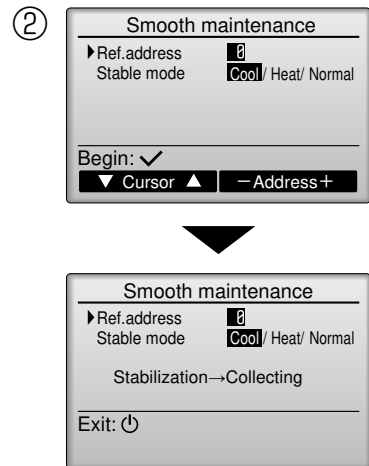 ②
Smooth maintenance
Ref.address 0
Stable mode Cool / Heat/ Normal
Begin: ✓
▼ Cursor ▲ －Address＋
Smooth maintenance
Ref.address 0
Stable mode Cool / Heat/ Normal
Stabilization→Collecting
Exit: ⏻